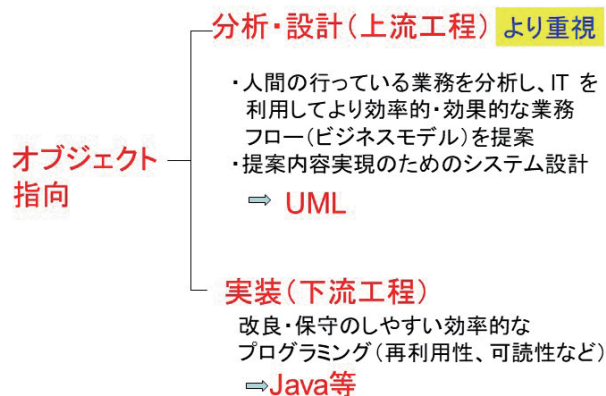 分析・設計（上流工程） より重視
・人間の行っている業務を分析し、IT を
利用してより効率的・効果的な業務
フロー（ビジネスモデル）を提案
・提案内容実現のためのシステム設計
⇨ UML
オブジェクト
指向
実装（下流工程）
改良・保守のしやすい効率的な
プログラミング（再利用性、可読性など）
⇨Java等